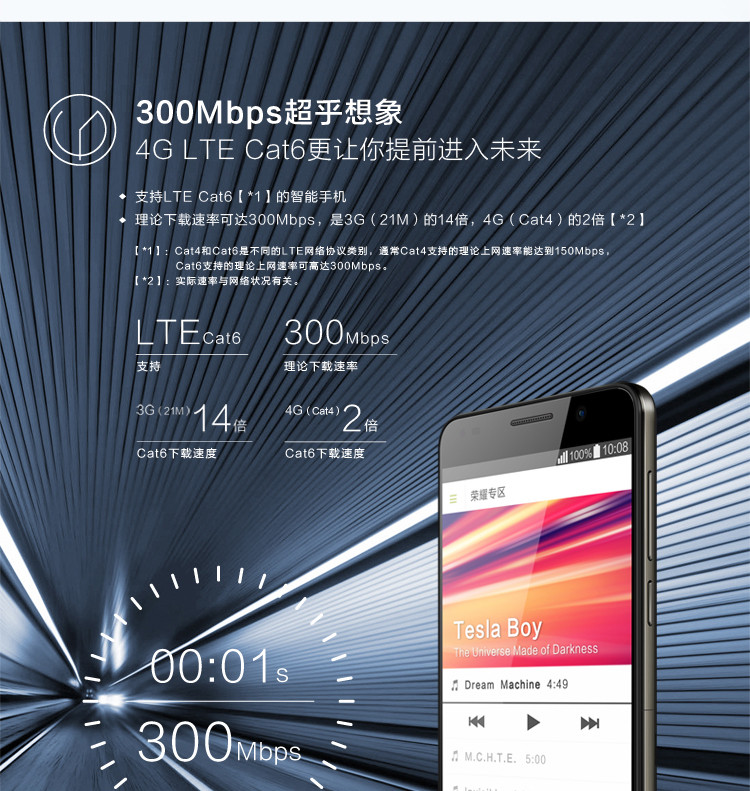 300Mbps超乎想象
4G LTE Cat6更让你提前进入未来
支持LTE Cat6【*1】的智能手机
理论下载速率可达300Mbps，是3G（21M）的14倍，4G（Cat4）的2倍【*2】
【*1】：Cat4和Cat6是不同的LTE网络协议类别，通常Cat4支持的理论上网速率能达到150Mbps，
Cat6支持的理论上网速率可高达300Mbps。
【*2】：实际速率与网络状况有关。
LTE Cat6
支持
300Mbps
理论下载速率
3G（21M）14倍
Cat6下载速度
4G（Cat4）2倍
Cat6下载速度
100% 10:08
荣耀专区
Tesla Boy
The Universe Made of Darkness
Dream Machine 4:49
M.C.H.T.E. 5:00
00:01s
300Mbps